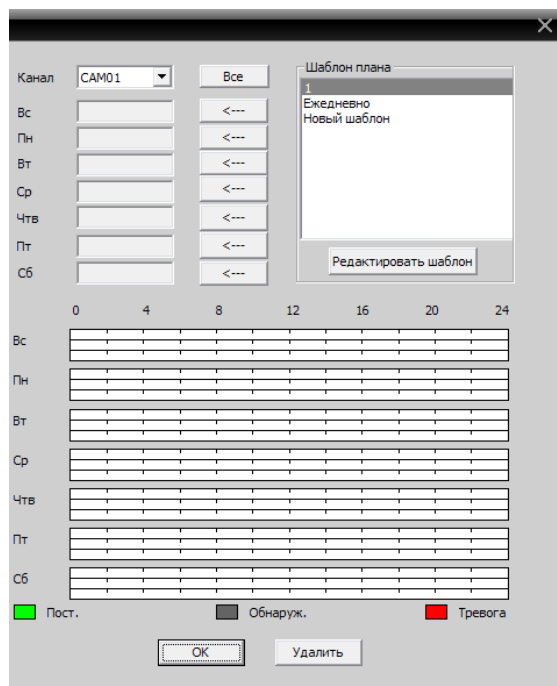 Канал CAM01 Все
Шаблон плана
1
Ежедневно
Новый шаблон
Редактировать шаблон
Вс <---
Пн <---
Вт <---
Ср <---
Чтв <---
Пт <---
Сб <---
0 4 8 12 16 20 24
Вс
Пн
Вт
Ср
Чтв
Пт
Сб
Пост. Обнаруж. Тревога
OK Удалить